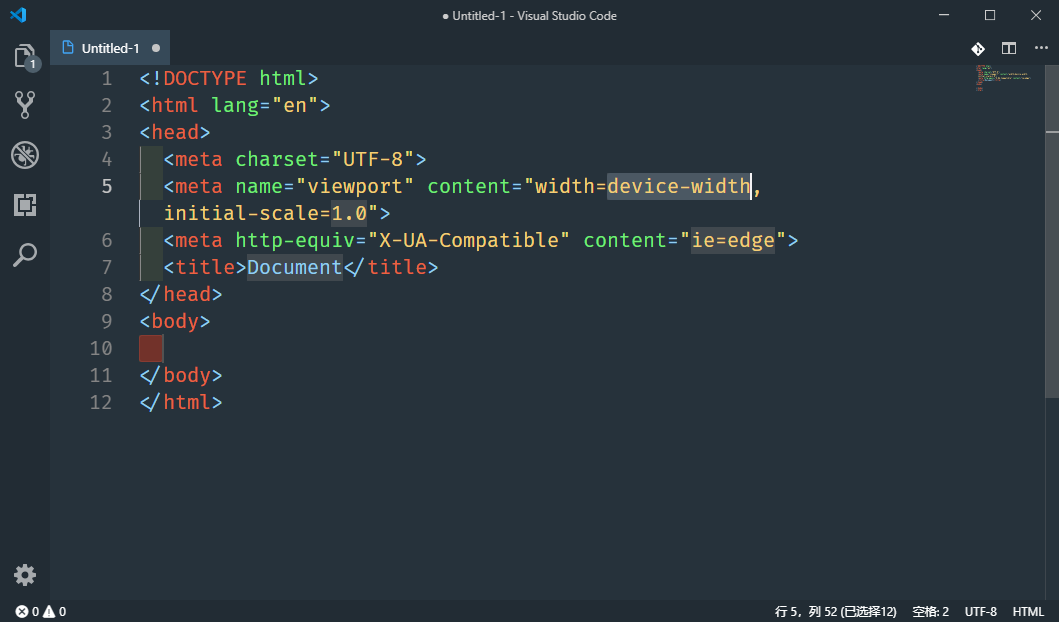 ● Untitled-1 - Visual Studio Code
Untitled-1 ●
1
1 <!DOCTYPE html>
2 <html lang="en">
3 <head>
4 <meta charset="UTF-8">
5 <meta name="viewport" content="width=device-width,
initial-scale=1.0">
6 <meta http-equiv="X-UA-Compatible" content="ie=edge">
7 <title>Document</title>
8 </head>
9 <body>
10
11 </body>
12 </html>
0 0 行 5，列 52 (已选择12) 空格: 2 UTF-8 HTML